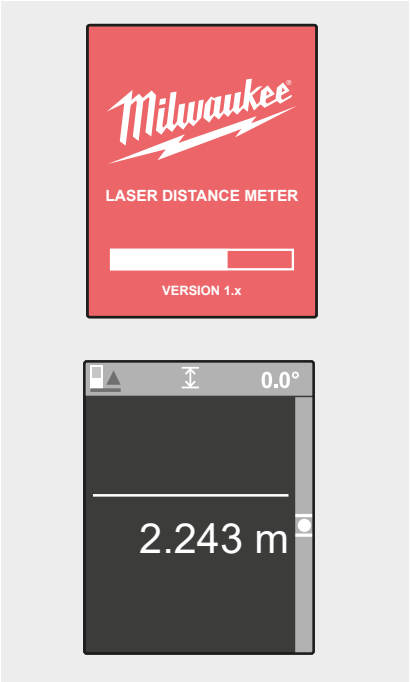 Milwaukee®
LASER DISTANCE METER
VERSION 1.x
0.0°
2.243 m